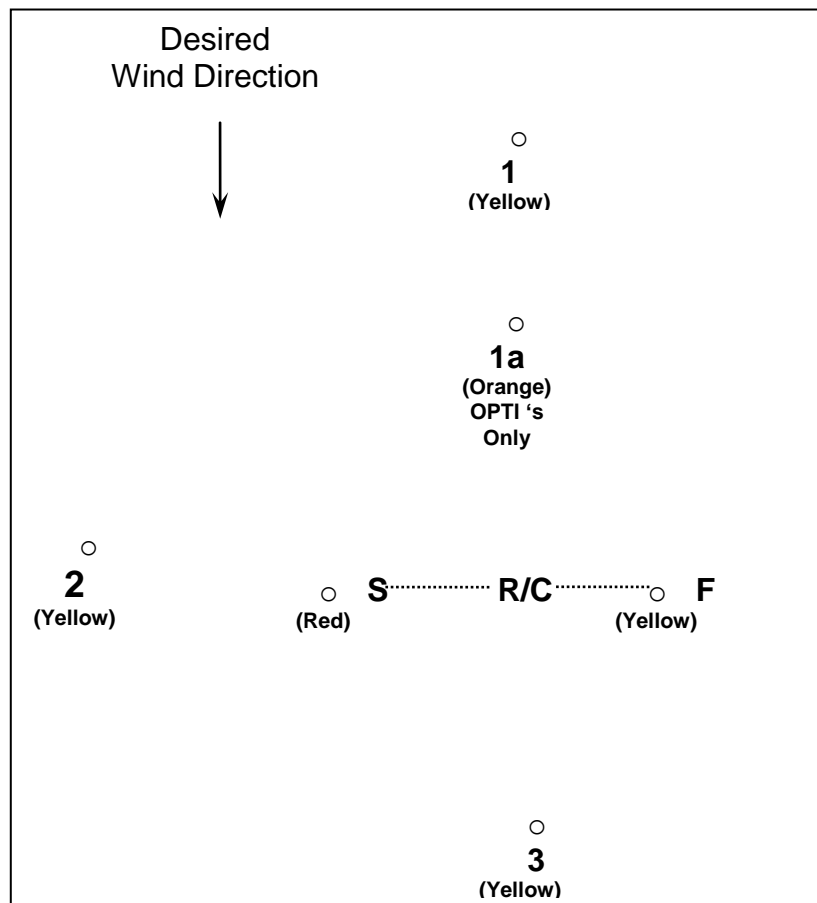 Desired
Wind Direction
1
(Yellow)
1a
(Orange)
OPTI ‘s
Only
2
(Yellow)
S R/C F
(Red) (Yellow)
3
(Yellow)